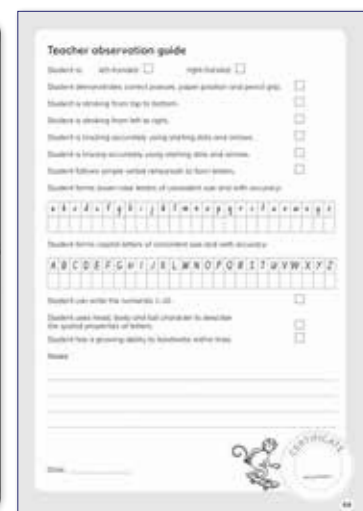 Teacher observation guide
Student is: left-handed right-handed
Student demonstrates correct posture, paper position and pencil grip.
Student is stroking from top to bottom.
Student is stroking from left to right.
Student is tracing accurately using starting dots and arrows.
Student is tracing accurately using starting dots and arrows.
Student follows simple verbal rehearsal to form letters.
Student forms lower-case letters of consistent size and with accuracy:
a b c d e f g h i j k l m n o p q r s t u v w x y z
Student forms capital letters of consistent size and with accuracy:
A B C D E F G H I J K L M N O P Q R S T U V W X Y Z
Student can write the numerals 1–10.
Student uses head, body and tail character to describe
the spatial properties of letters.
Student has a growing ability to handwrite within lines.
Notes
Date:
CERTIFICATE